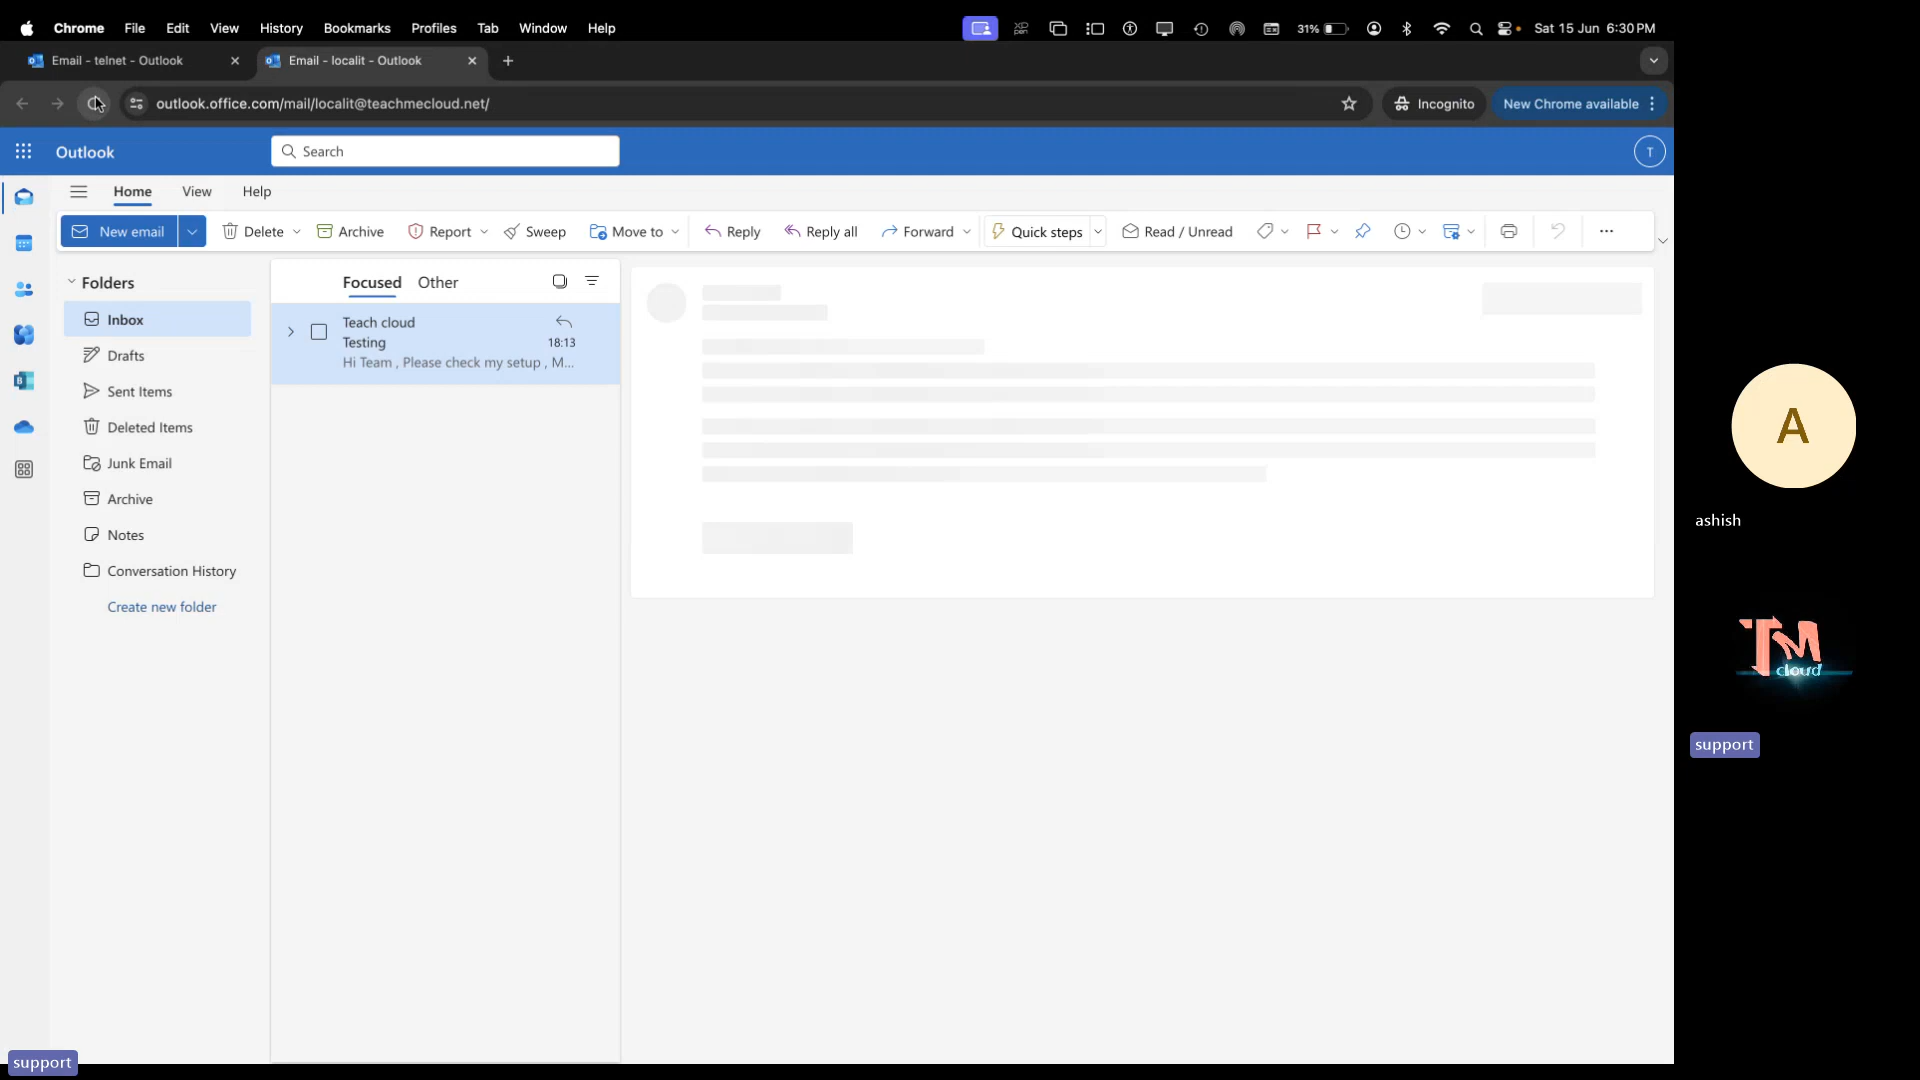 Chrome File Edit View History Bookmarks Profiles Tab Window Help
31% Sat 15 Jun 6:30 PM
Email - telnet - Outlook
Email - localit - Outlook
outlook.office.com/mail/localit@teachmecloud.net/
Incognito
New Chrome available
Outlook
Search
T
Home View Help
New email Delete Archive Report Sweep Move to Reply Reply all Forward Quick steps Read / Unread
Folders
Inbox
Drafts
Sent Items
Deleted Items
Junk Email
Archive
Notes
Conversation History
Create new folder
Focused Other
Teach cloud
Testing 18:13
Hi Team , Please check my setup , M...
A
ashish
TM
cloud
support
support